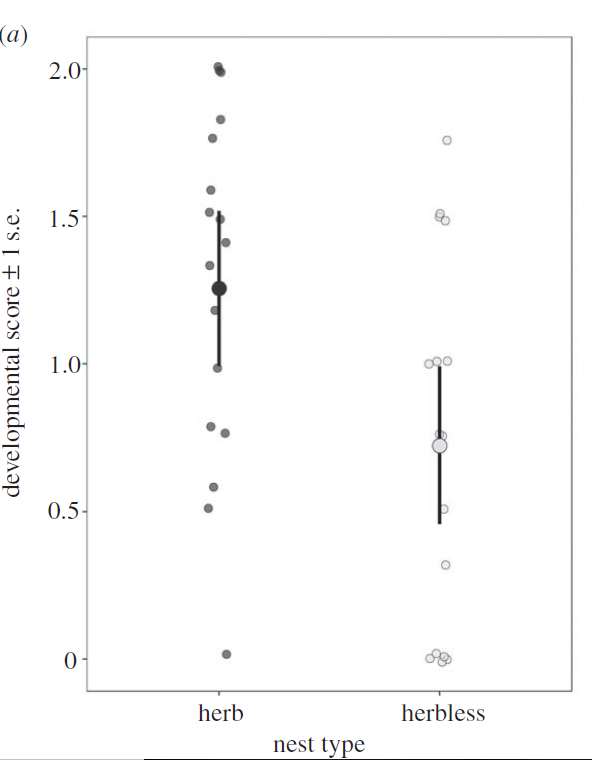 (a)
2.0
1.5
1.0
0.5
0
developmental score ± 1 s.e.
herb
herbless
nest type